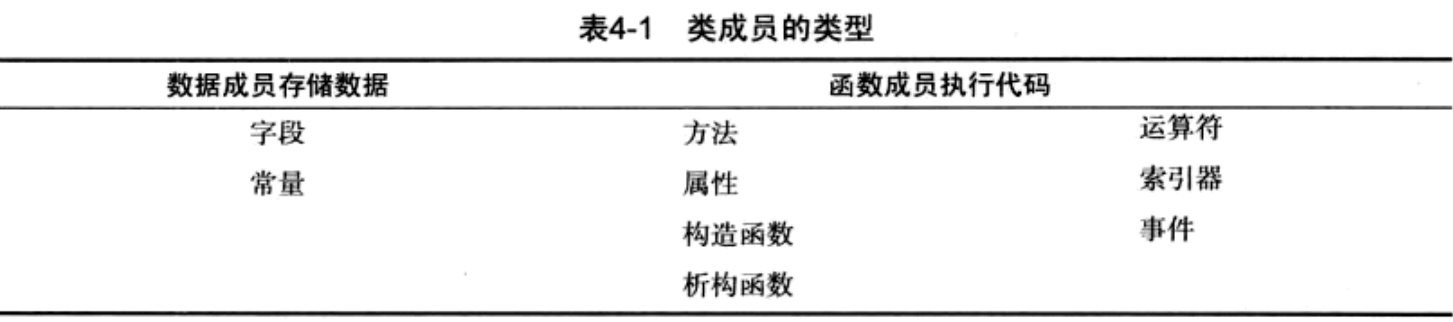 表4-1 类成员的类型
数据成员存储数据 函数成员执行代码
字段 方法 运算符
常量 属性 索引器
构造函数 事件
析构函数